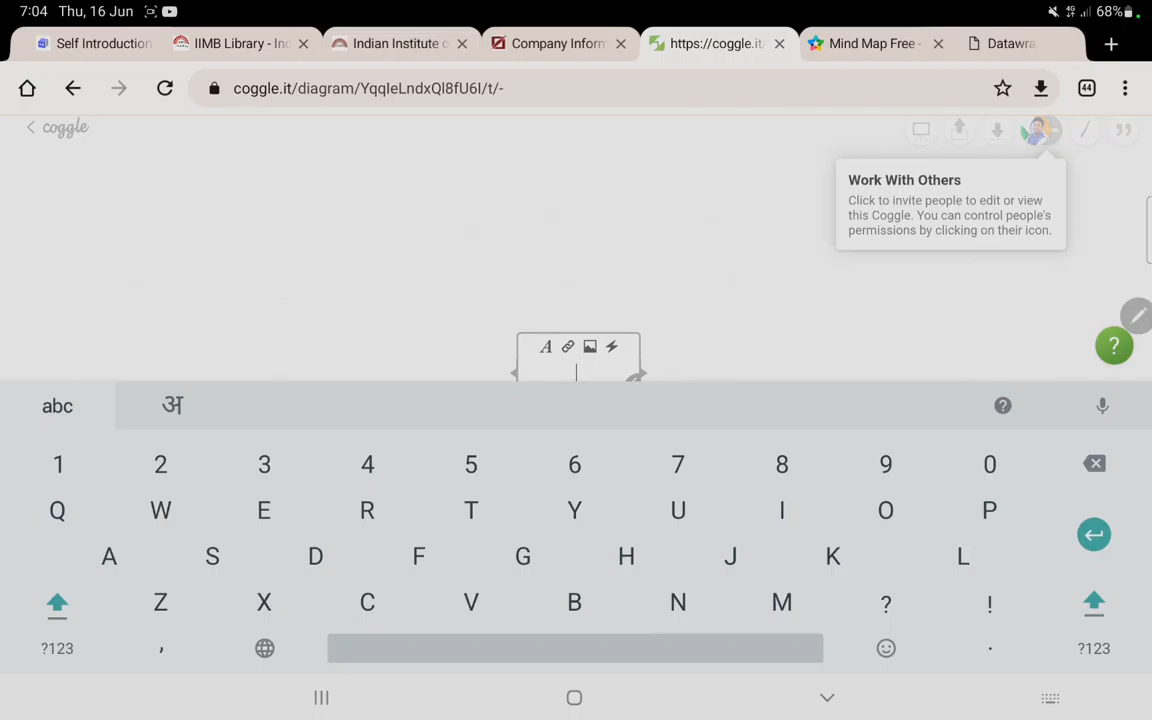 7:04 Thu, 16 Jun 4G 68%
Self Introduction IIMB Library - Inc Indian Institute o Company Inform https://coggle.it/ Mind Map Free - Datawra
coggle.it/diagram/YqqIeLndxQl8fU6I/t/- 44
coggle
Work With Others
Click to invite people to edit or view
this Coggle. You can control people's
permissions by clicking on their icon.
A
?
abc अ ?
1 2 3 4 5 6 7 8 9 0
Q W E R T Y U I O P
A S D F G H J K L
Z X C V B N M ? !
?123 , . ?123